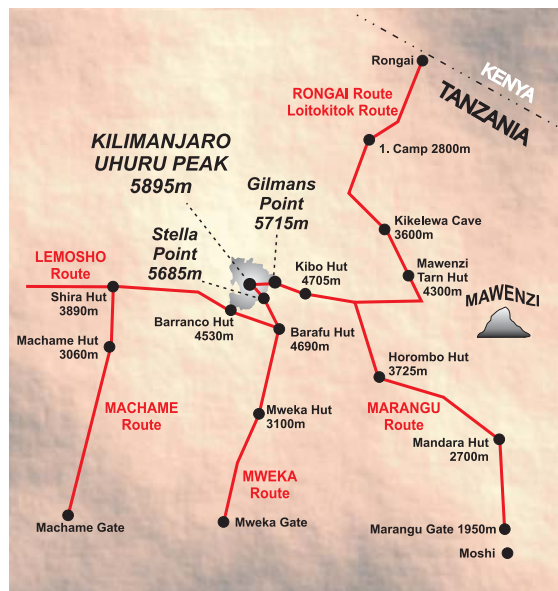 Rongai
KENYA
TANZANIA
RONGAI Route
Loitokitok Route
1. Camp 2800m
KILIMANJARO
UHURU PEAK
5895m
Gilmans
Point
5715m
Kikelewa Cave
3600m
Stella
Point
5685m
LEMOSHO
Route
Kibo Hut
4705m
Mawenzi
Tarn Hut
4300m
MAWENZI
Shira Hut
3890m
Barranco Hut
4530m
Barafu Hut
4690m
Machame Hut
3060m
Horombo Hut
3725m
MACHAME
Route
Mweka Hut
3100m
MARANGU
Route
Mandara Hut
2700m
MWEKA
Route
Machame Gate
Mweka Gate
Marangu Gate 1950m
Moshi